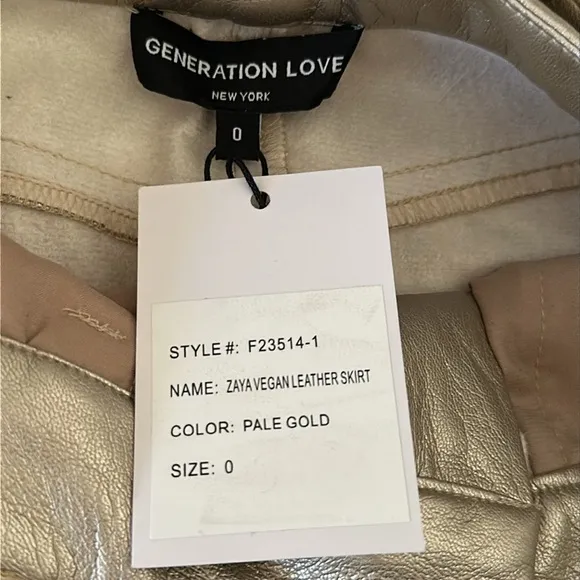 GENERATION LOVE
NEW YORK
0
STYLE #: F23514-1
NAME: ZAYA VEGAN LEATHER SKIRT
COLOR: PALE GOLD
SIZE: 0